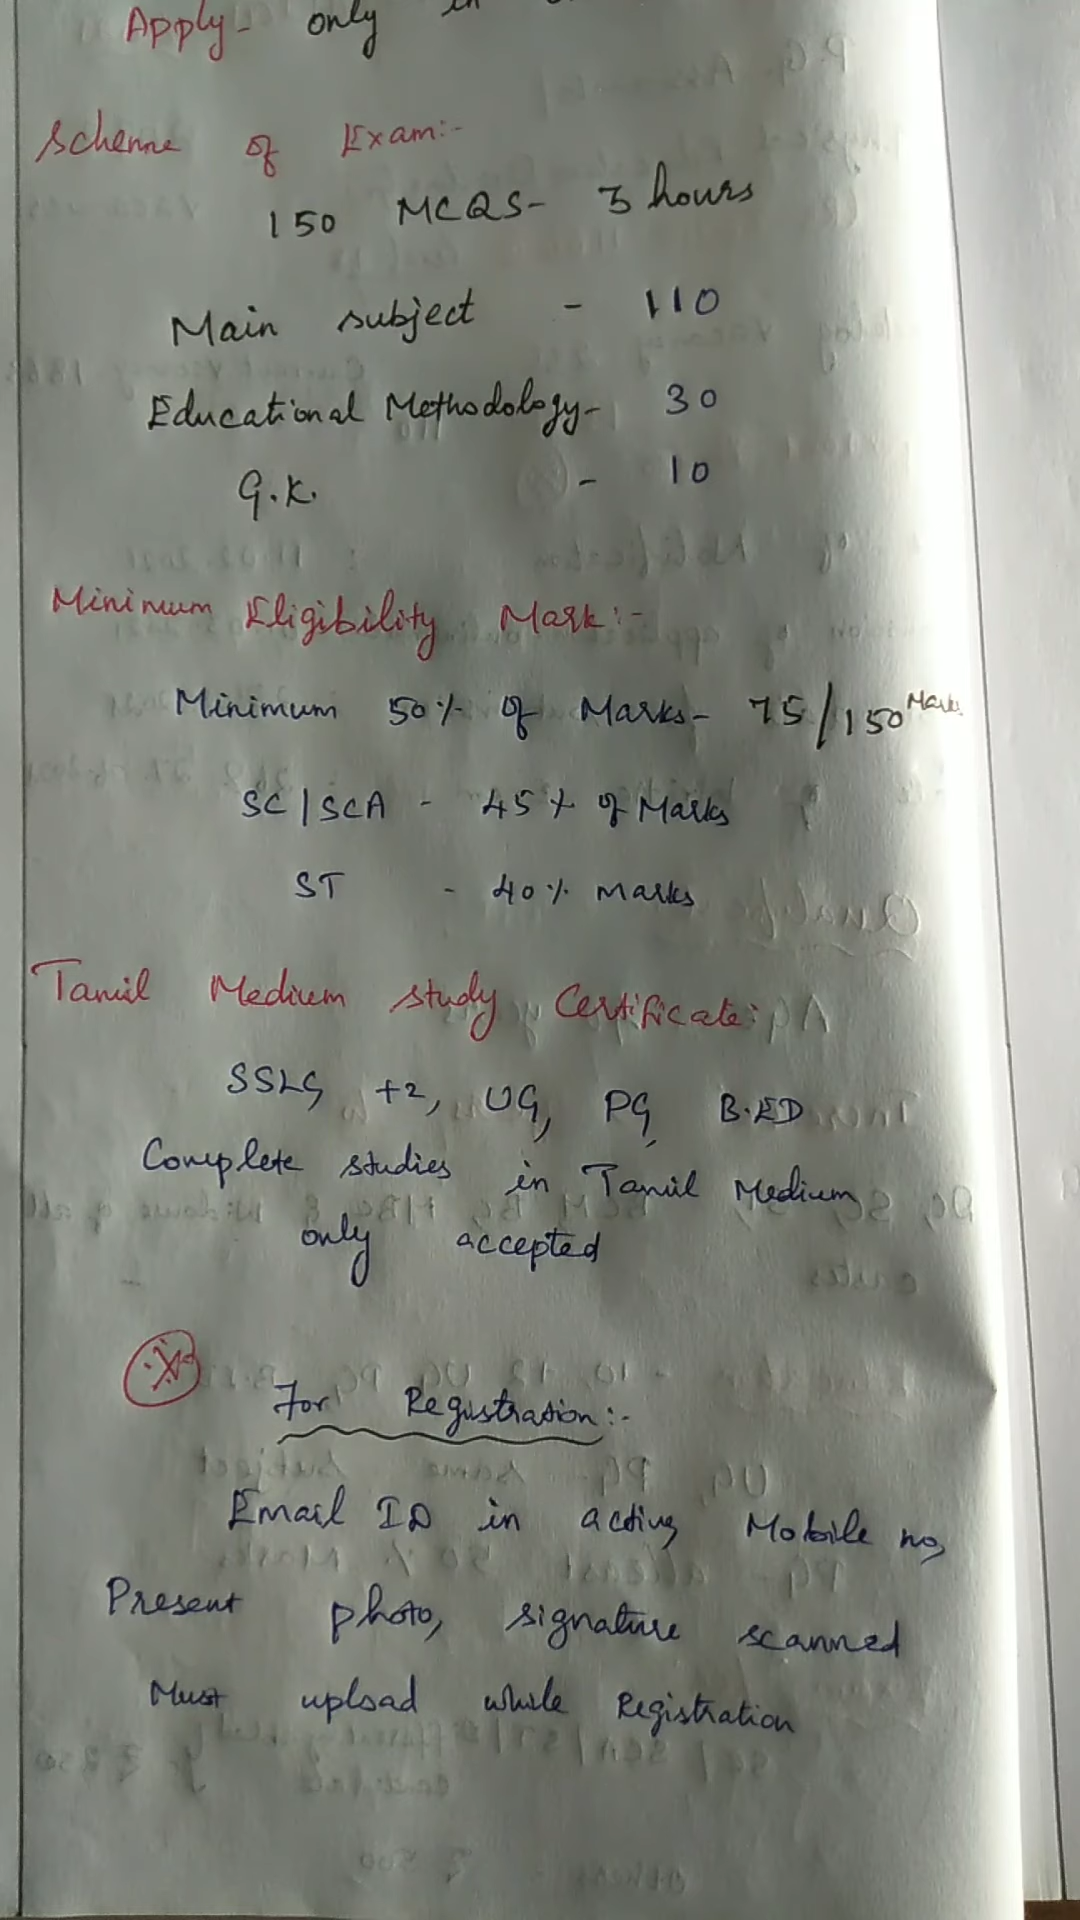 Apply - only in
Scheme of Exam:-
150 MCQS- 3 hours
Main subject - 110
Educational Methodology- 30
G.K. - 10
Minimum Eligibility Mark:-
Minimum 50% of Marks- 75/150 Marks
SC/SCA - 45% of Marks
ST - 40% Marks
Tamil Medium study Certificate:
SSLC, +2, UG, PG, B.ED
Complete studies in Tamil Medium
only accepted
For Registration:-
Email ID in active, Mobile no,
Present photo, signature scanned
Must upload while Registration